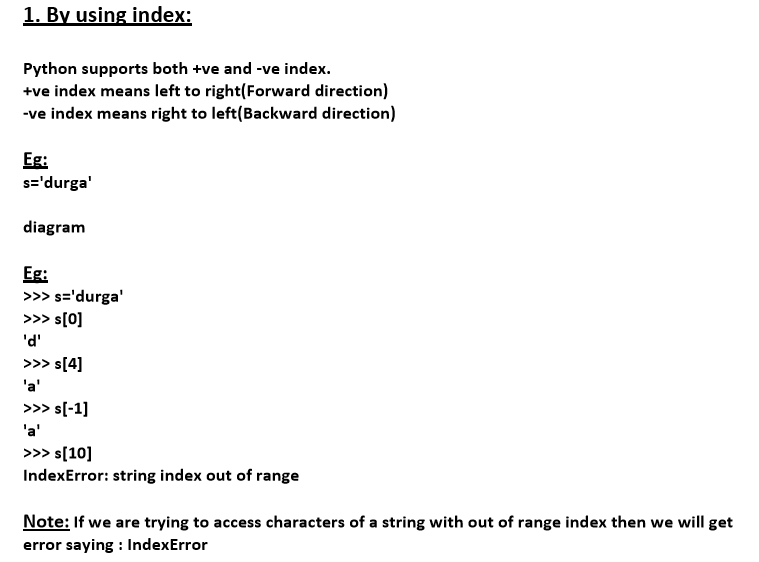 1. By using index:
Python supports both +ve and -ve index.
+ve index means left to right(Forward direction)
-ve index means right to left(Backward direction)
Eg:
s='durga'
diagram
Eg:
>>> s='durga'
>>> s[0]
'd'
>>> s[4]
'a'
>>> s[-1]
'a'
>>> s[10]
IndexError: string index out of range
Note: If we are trying to access characters of a string with out of range index then we will get
error saying : IndexError